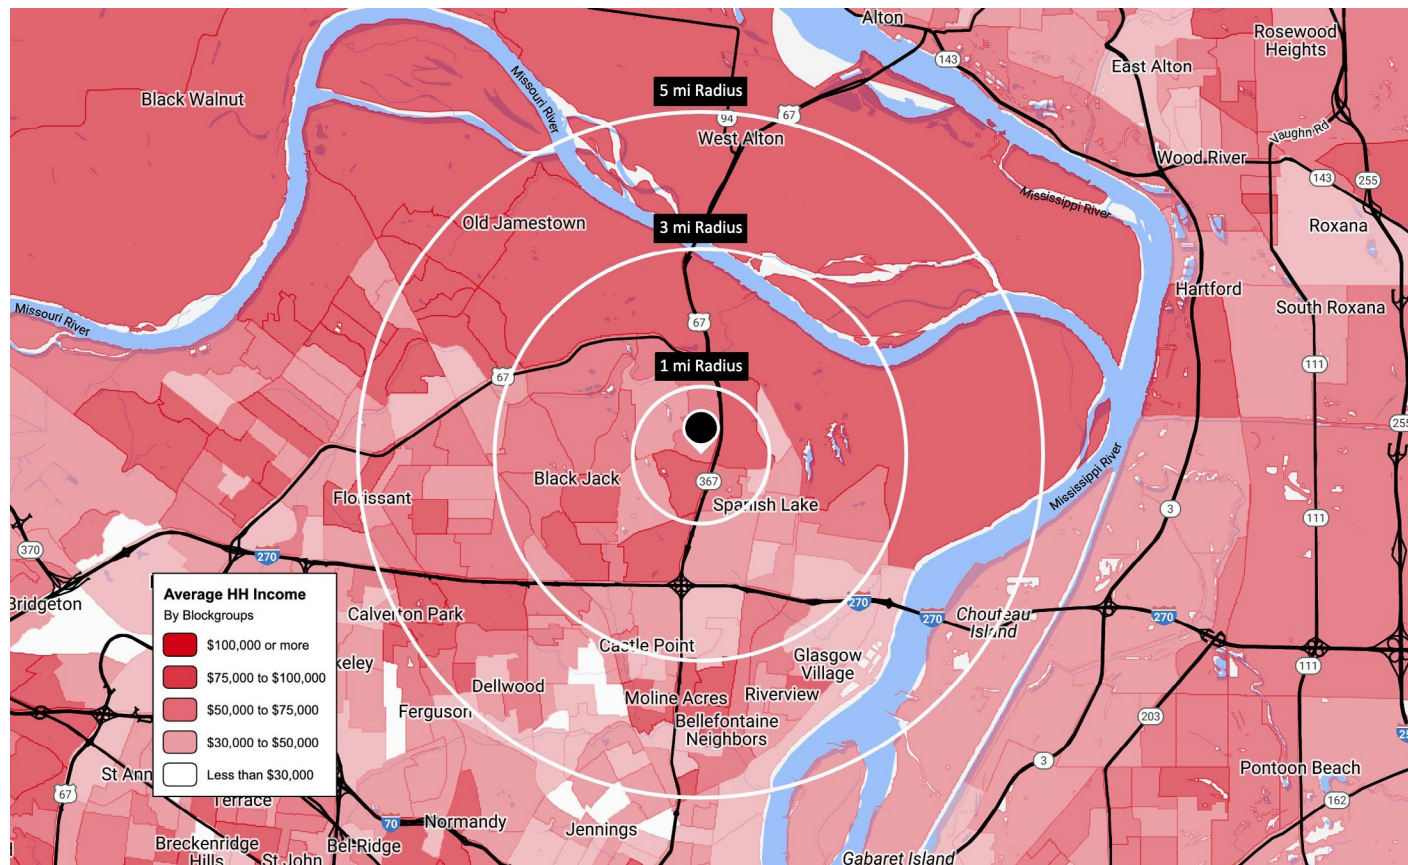 Alton
Rosewood
Heights
143
East Alton
5 mi Radius
Black Walnut
Missouri River
94
67
West Alton
Vaughn Rd
Wood River
143
255
Mississippi River
Old Jamestown
3 mi Radius
Roxana
Missouri River
Hartford
South Roxana
67
1 mi Radius
111
67
255
367
Black Jack
Spanish Lake
Florissant
Mississippi River
3
111
370
270
Bridgeton
270
270
Chouteau
Island
270
Average HH Income
By Blockgroups
$100,000 or more
$75,000 to $100,000
$50,000 to $75,000
$30,000 to $50,000
Less than $30,000
Calverton Park
Castle Point
Glasgow
Village
111
keley
Dellwood
Moline Acres
Riverview
Ferguson
Bellefontaine
Neighbors
203
25
St Ann
67
3
Pontoon Beach
162
Terrace
70
Normandy
Jennings
Breckenridge
Hills
St John
Bel-Ridge
Gabaret Island